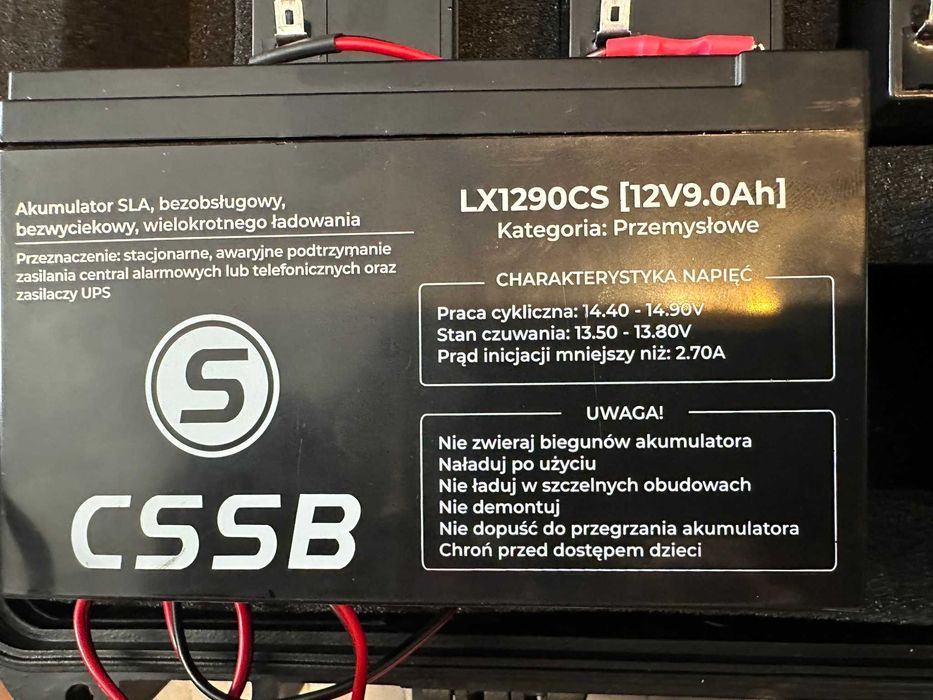 Akumulator SLA, bezobsługowy,
bezwyciekowy, wielokrotnego ładowania
Przeznaczenie: stacjonarne, awaryjne podtrzymanie
zasilania central alarmowych lub telefonicznych oraz
zasilaczy UPS
S
CSSB
LX1290CS [12V9.0Ah]
Kategoria: Przemysłowe
CHARAKTERYSTYKA NAPIĘĆ
Praca cykliczna: 14.40 - 14.90V
Stan czuwania: 13.50 - 13.80V
Prąd inicjacji mniejszy niż: 2.70A
UWAGA!
Nie zwieraj biegunów akumulatora
Naładuj po użyciu
Nie ładuj w szczelnych obudowach
Nie demontuj
Nie dopuść do przegrzania akumulatora
Chroń przed dostępem dzieci